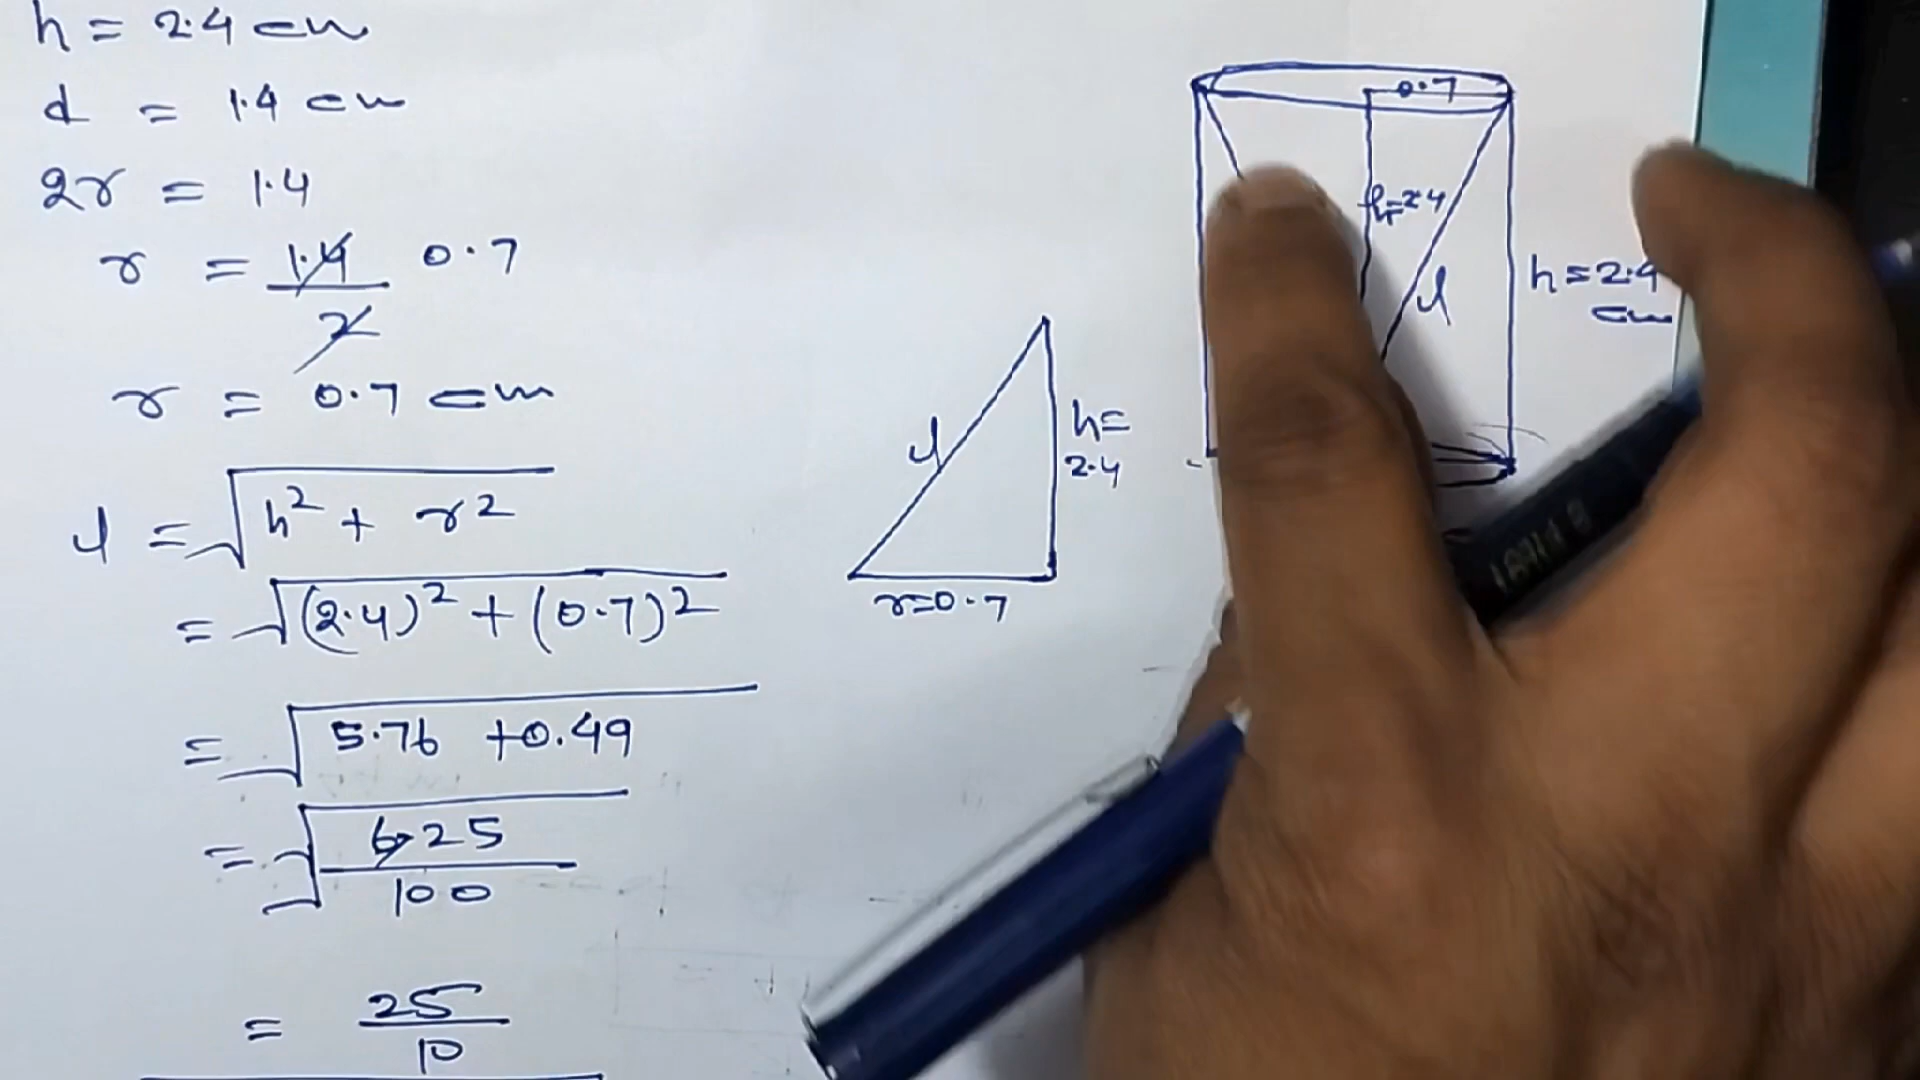 h = 2.4 cm
d = 1.4 cm
2r = 1.4
r = 1.4/2 0.7
r = 0.7 cm
l = √(h² + r²)
= √((2.4)² + (0.7)²)
= √(5.76 + 0.49)
= √(625/100)
= 25/10
l
h=
2.4
r=0.7
0.7
h=2.4
l
h=2.4
cm